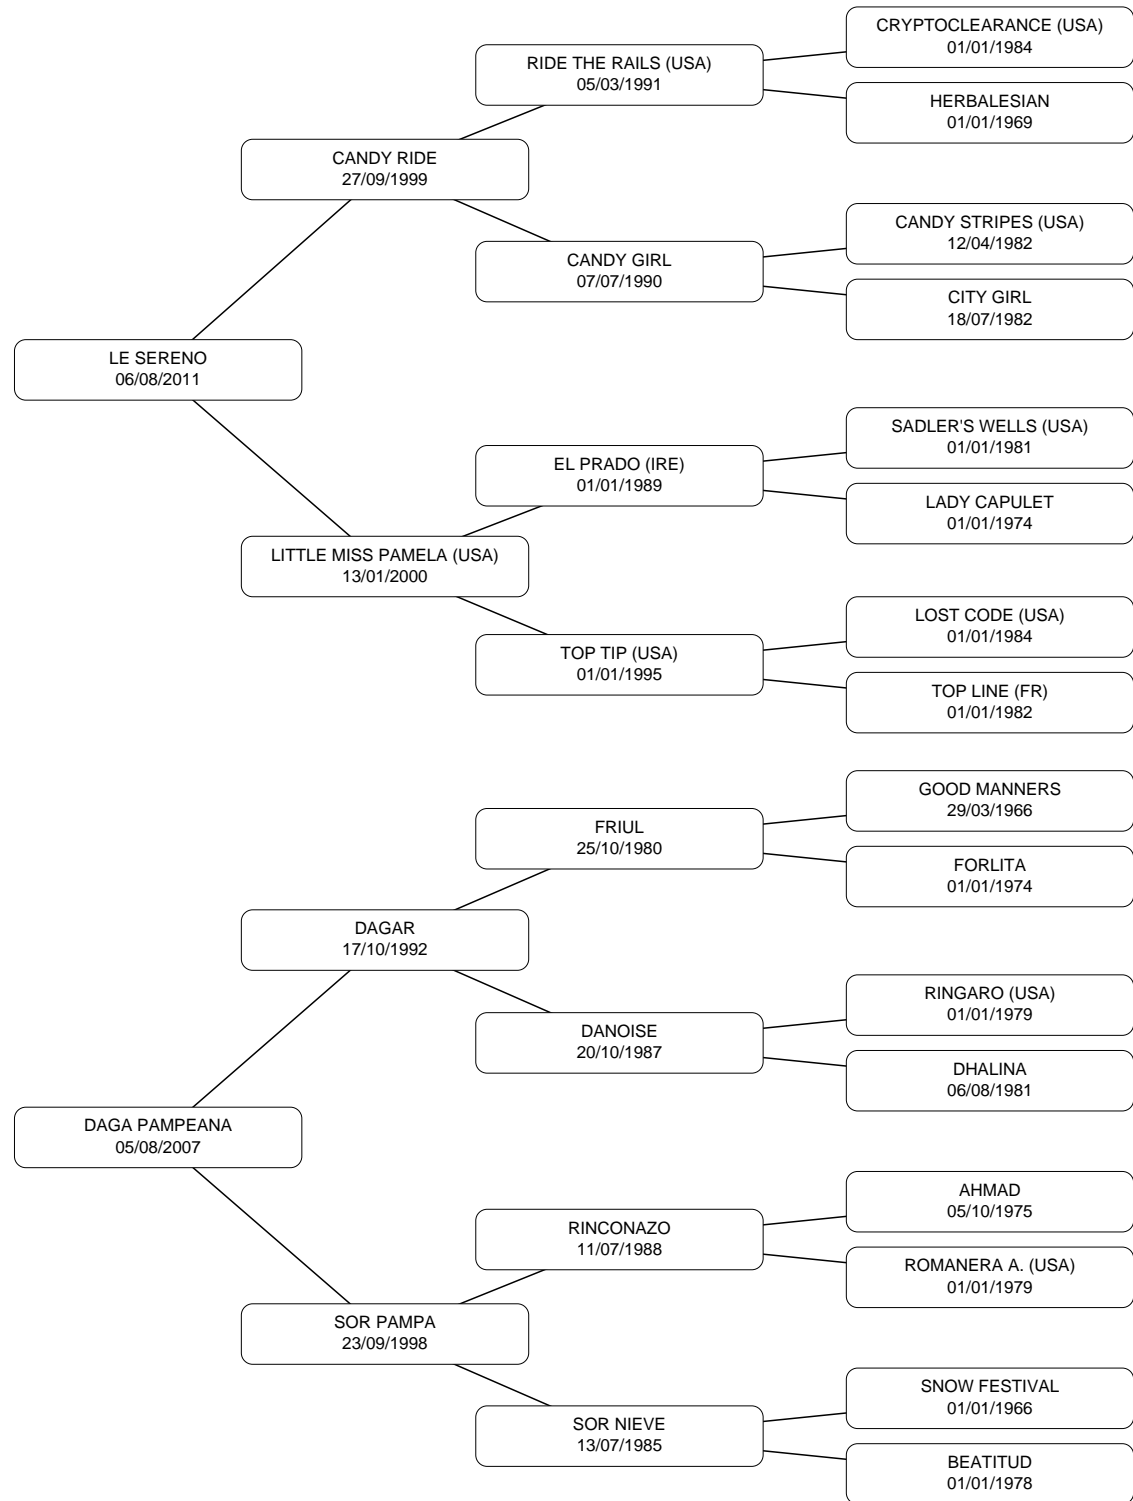 CRYPTOCLEARANCE (USA)
01/01/1984
RIDE THE RAILS (USA)
05/03/1991
HERBALESIAN
01/01/1969
CANDY RIDE
27/09/1999
CANDY STRIPES (USA)
12/04/1982
CANDY GIRL
07/07/1990
CITY GIRL
18/07/1982
LE SERENO
06/08/2011
SADLER'S WELLS (USA)
01/01/1981
EL PRADO (IRE)
01/01/1989
LADY CAPULET
01/01/1974
LITTLE MISS PAMELA (USA)
13/01/2000
LOST CODE (USA)
01/01/1984
TOP TIP (USA)
01/01/1995
TOP LINE (FR)
01/01/1982
GOOD MANNERS
29/03/1966
FRIUL
25/10/1980
FORLITA
01/01/1974
DAGAR
17/10/1992
RINGARO (USA)
01/01/1979
DANOISE
20/10/1987
DHALINA
06/08/1981
DAGA PAMPEANA
05/08/2007
AHMAD
05/10/1975
RINCONAZO
11/07/1988
ROMANERA A. (USA)
01/01/1979
SOR PAMPA
23/09/1998
SNOW FESTIVAL
01/01/1966
SOR NIEVE
13/07/1985
BEATITUD
01/01/1978